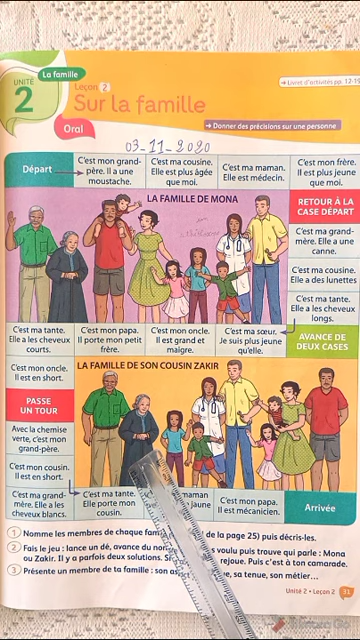 La famille
UNITÉ
2
Leçon 2
Sur la famille
Livret d'activités pp. 12-15
Oral
Donner des précisions sur une personne
03-11-2020
Départ
C'est mon grand-
père. Il a une
moustache.
C'est ma cousine.
Elle est plus âgée
que moi.
C'est ma maman.
Elle est médecin.
C'est mon frère.
Il est plus jeune
que moi.
LA FAMILLE DE MONA
RETOUR À LA
CASE DÉPART
C'est ma grand-
mère. Elle a une
canne.
C'est ma cousine.
Elle a des lunettes
C'est ma tante.
Elle a les cheveux
longs.
C'est ma tante.
Elle a les cheveux
courts.
C'est mon papa.
Il porte mon petit
frère.
C'est mon oncle.
Il est grand et
maigre.
C'est ma sœur.
Je suis plus jeune
qu'elle.
AVANCE DE
DEUX CASES
C'est mon oncle.
Il est en short.
LA FAMILLE DE SON COUSIN ZAKIR
PASSE
UN TOUR
Avec la chemise
verte, c'est mon
grand-père.
C'est mon cousin.
Il est en short.
C'est ma grand-
mère. Elle a les
cheveux blancs.
C'est ma tante.
Elle porte mon
cousin.
maman
jaune
C'est mon papa.
Il est mécanicien.
Arrivée
1 Nomme les membres de chaque famille de la page 25) puis décris-les.
2 Fais le jeu : lance un dé, avance du nom voulu puis trouve qui parle : Mona
ou Zakir. Il y a parfois deux solutions. Si rejoue. Puis c'est à ton camarade.
3 Présente un membre de ta famille : son sa tenue, son métier…
Unité 2 • Leçon 2
31